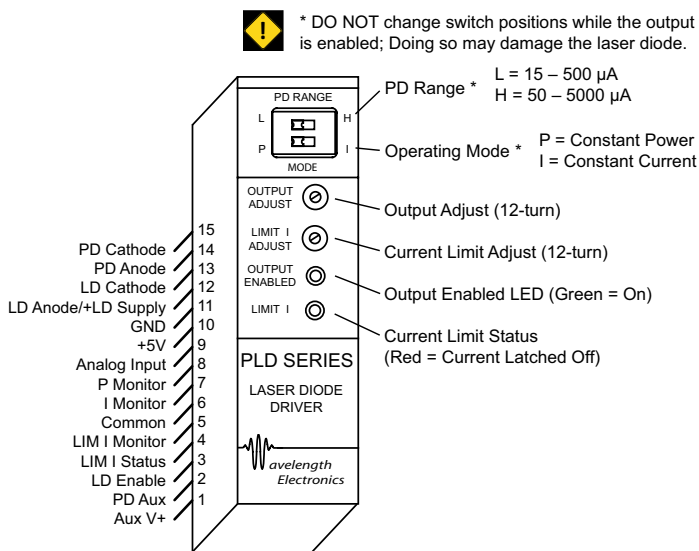 * DO NOT change switch positions while the output
is enabled; Doing so may damage the laser diode.
!
PD RANGE
L H
P I
MODE
PD Range *
L = 15 – 500 µA
H = 50 – 5000 µA
Operating Mode *
P = Constant Power
I = Constant Current
OUTPUT
ADJUST
Output Adjust (12-turn)
LIMIT I
ADJUST
Current Limit Adjust (12-turn)
OUTPUT
ENABLED
Output Enabled LED (Green = On)
LIMIT I
Current Limit Status
(Red = Current Latched Off)
PLD SERIES
LASER DIODE
DRIVER
avelength
Electronics
15
PD Cathode 14
PD Anode 13
LD Cathode 12
LD Anode/+LD Supply 11
GND 10
+5V 9
Analog Input 8
P Monitor 7
I Monitor 6
Common 5
LIM I Monitor 4
LIM I Status 3
LD Enable 2
PD Aux 1
Aux V+